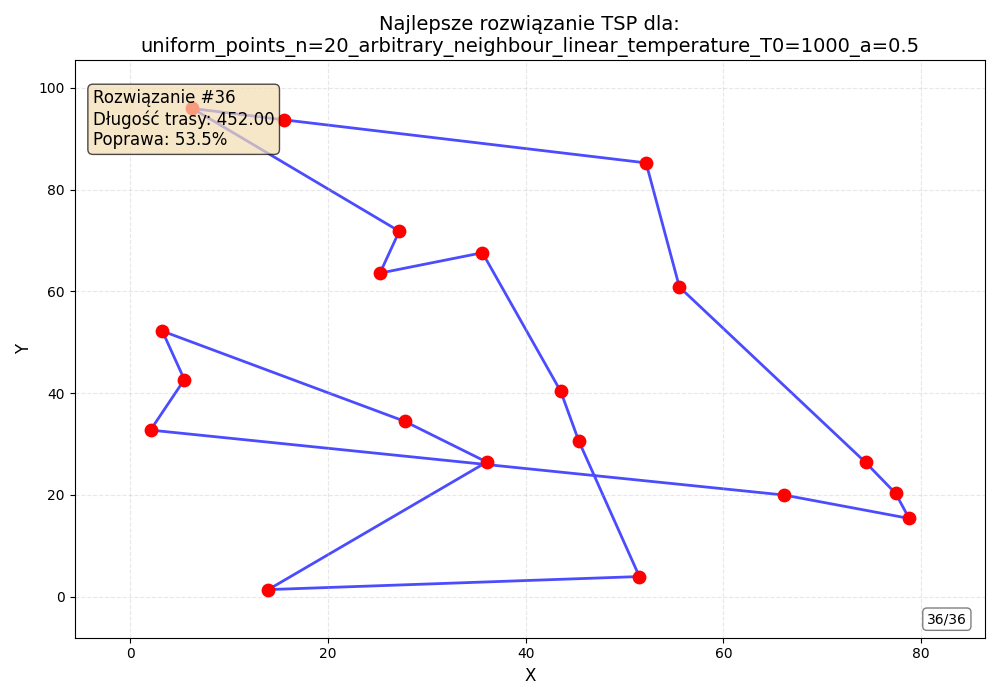 Najlepsze rozwiązanie TSP dla:
uniform_points_n=20_arbitrary_neighbour_linear_temperature_T0=1000_a=0.5
Rozwiązanie #36
Długość trasy: 452.00
Poprawa: 53.5%
100
80
60
40
20
0
Y
36/36
0 20 40 60 80
X